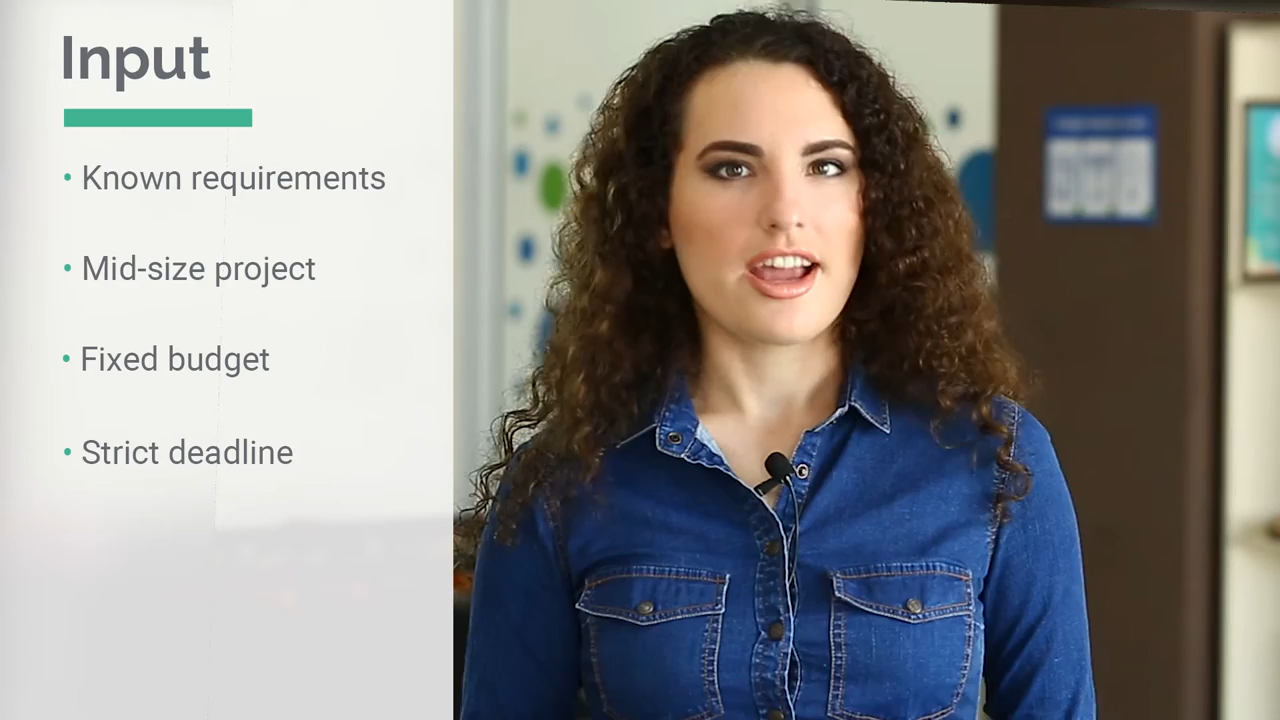 Input
• Known requirements
• Mid-size project
• Fixed budget
• Strict deadline